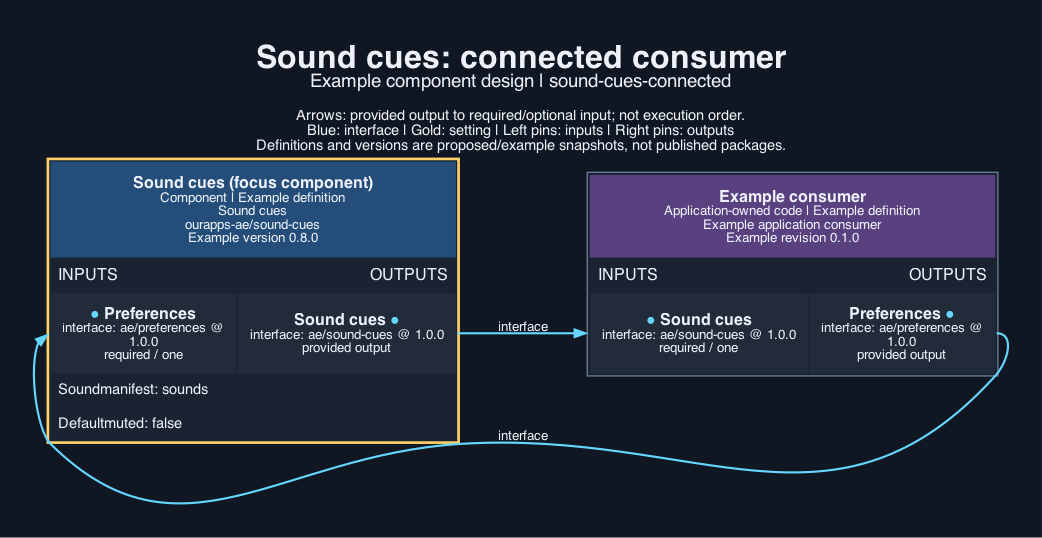 Sound cues: connected consumer
Example component design | sound-cues-connected
Arrows: provided output to required/optional input; not execution order.
Blue: interface | Gold: setting | Left pins: inputs | Right pins: outputs
Definitions and versions are proposed/example snapshots, not published packages.
Sound cues (focus component)
Component | Example definition
Sound cues
ourapps-ae/sound-cues
Example version 0.8.0
INPUTS
OUTPUTS
Preferences
interface: ae/preferences @
1.0.0
required / one
Sound cues
interface: ae/sound-cues @ 1.0.0
provided output
Soundmanifest: sounds
Defaultmuted: false
interface
Example consumer
Application-owned code | Example definition
Example application consumer
Example revision 0.1.0
INPUTS
OUTPUTS
Sound cues
interface: ae/sound-cues @ 1.0.0
required / one
Preferences
interface: ae/preferences @
1.0.0
provided output
interface